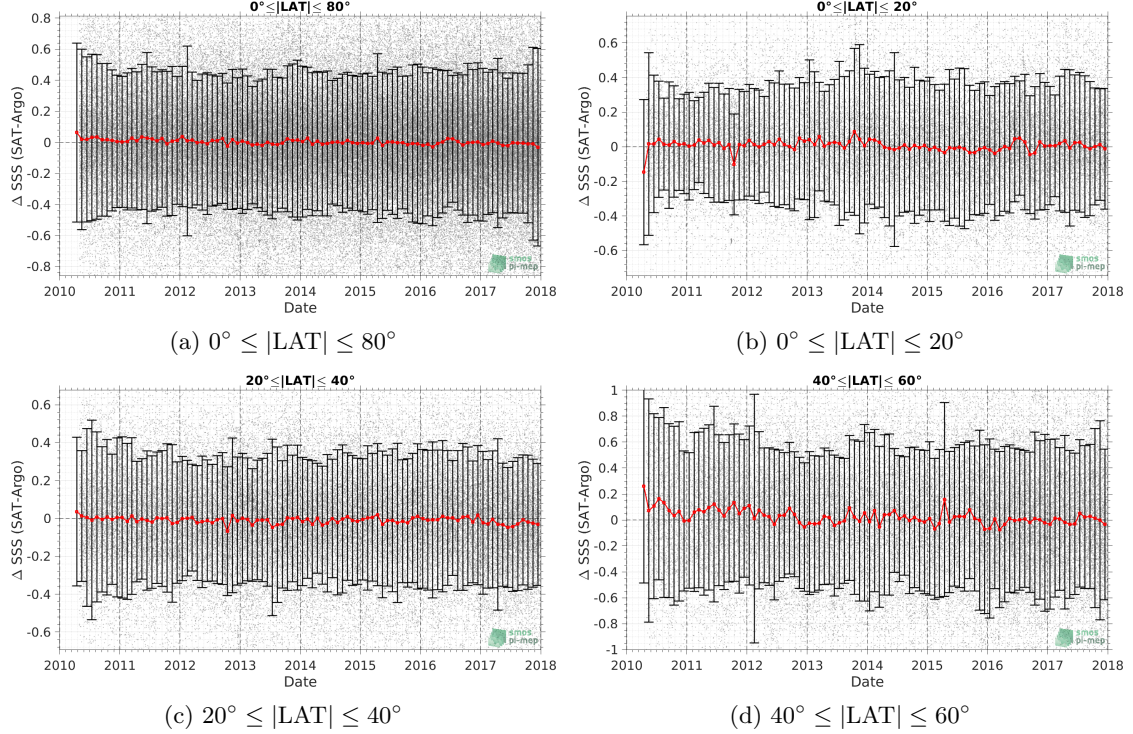 0°≤|LAT|≤ 80°
Δ SSS (SAT-Argo)
0.8
0.6
0.4
0.2
0
-0.2
-0.4
-0.6
-0.8
2010 2011 2012 2013 2014 2015 2016 2017 2018
Date
smos
pi-mep
(a) 0° ≤ |LAT| ≤ 80°
0°≤|LAT|≤ 20°
Δ SSS (SAT-Argo)
0.6
0.4
0.2
0
-0.2
-0.4
-0.6
2010 2011 2012 2013 2014 2015 2016 2017 2018
Date
smos
pi-mep
(b) 0° ≤ |LAT| ≤ 20°
20°≤|LAT|≤ 40°
Δ SSS (SAT-Argo)
0.6
0.4
0.2
0
-0.2
-0.4
-0.6
2010 2011 2012 2013 2014 2015 2016 2017 2018
Date
smos
pi-mep
(c) 20° ≤ |LAT| ≤ 40°
40°≤|LAT|≤ 60°
Δ SSS (SAT-Argo)
1
0.8
0.6
0.4
0.2
0
-0.2
-0.4
-0.6
-0.8
-1
2010 2011 2012 2013 2014 2015 2016 2017 2018
Date
smos
pi-mep
(d) 40° ≤ |LAT| ≤ 60°